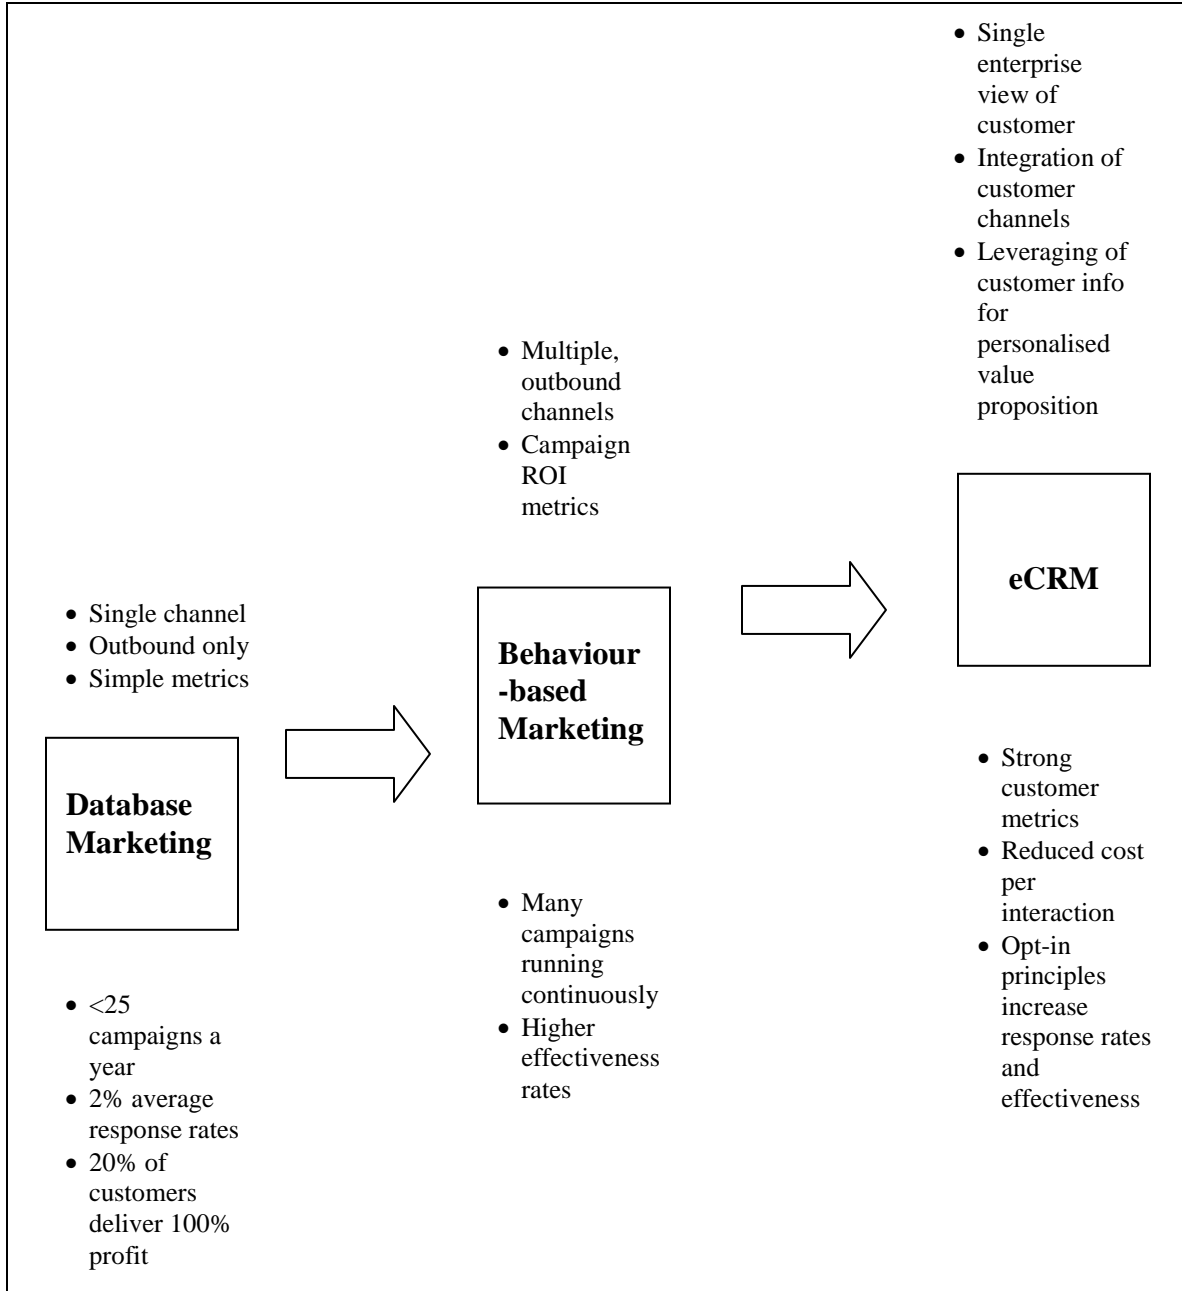 • Single channel
• Outbound only
• Simple metrics
Database
Marketing
• <25
campaigns a
year
• 2% average
response rates
• 20% of
customers
deliver 100%
profit
• Multiple,
outbound
channels
• Campaign
ROI
metrics
Behaviour
-based
Marketing
• Many
campaigns
running
continuously
• Higher
effectiveness
rates
• Single
enterprise
view of
customer
• Integration of
customer
channels
• Leveraging of
customer info
for
personalised
value
proposition
eCRM
• Strong
customer
metrics
• Reduced cost
per
interaction
• Opt-in
principles
increase
response rates
and
effectiveness